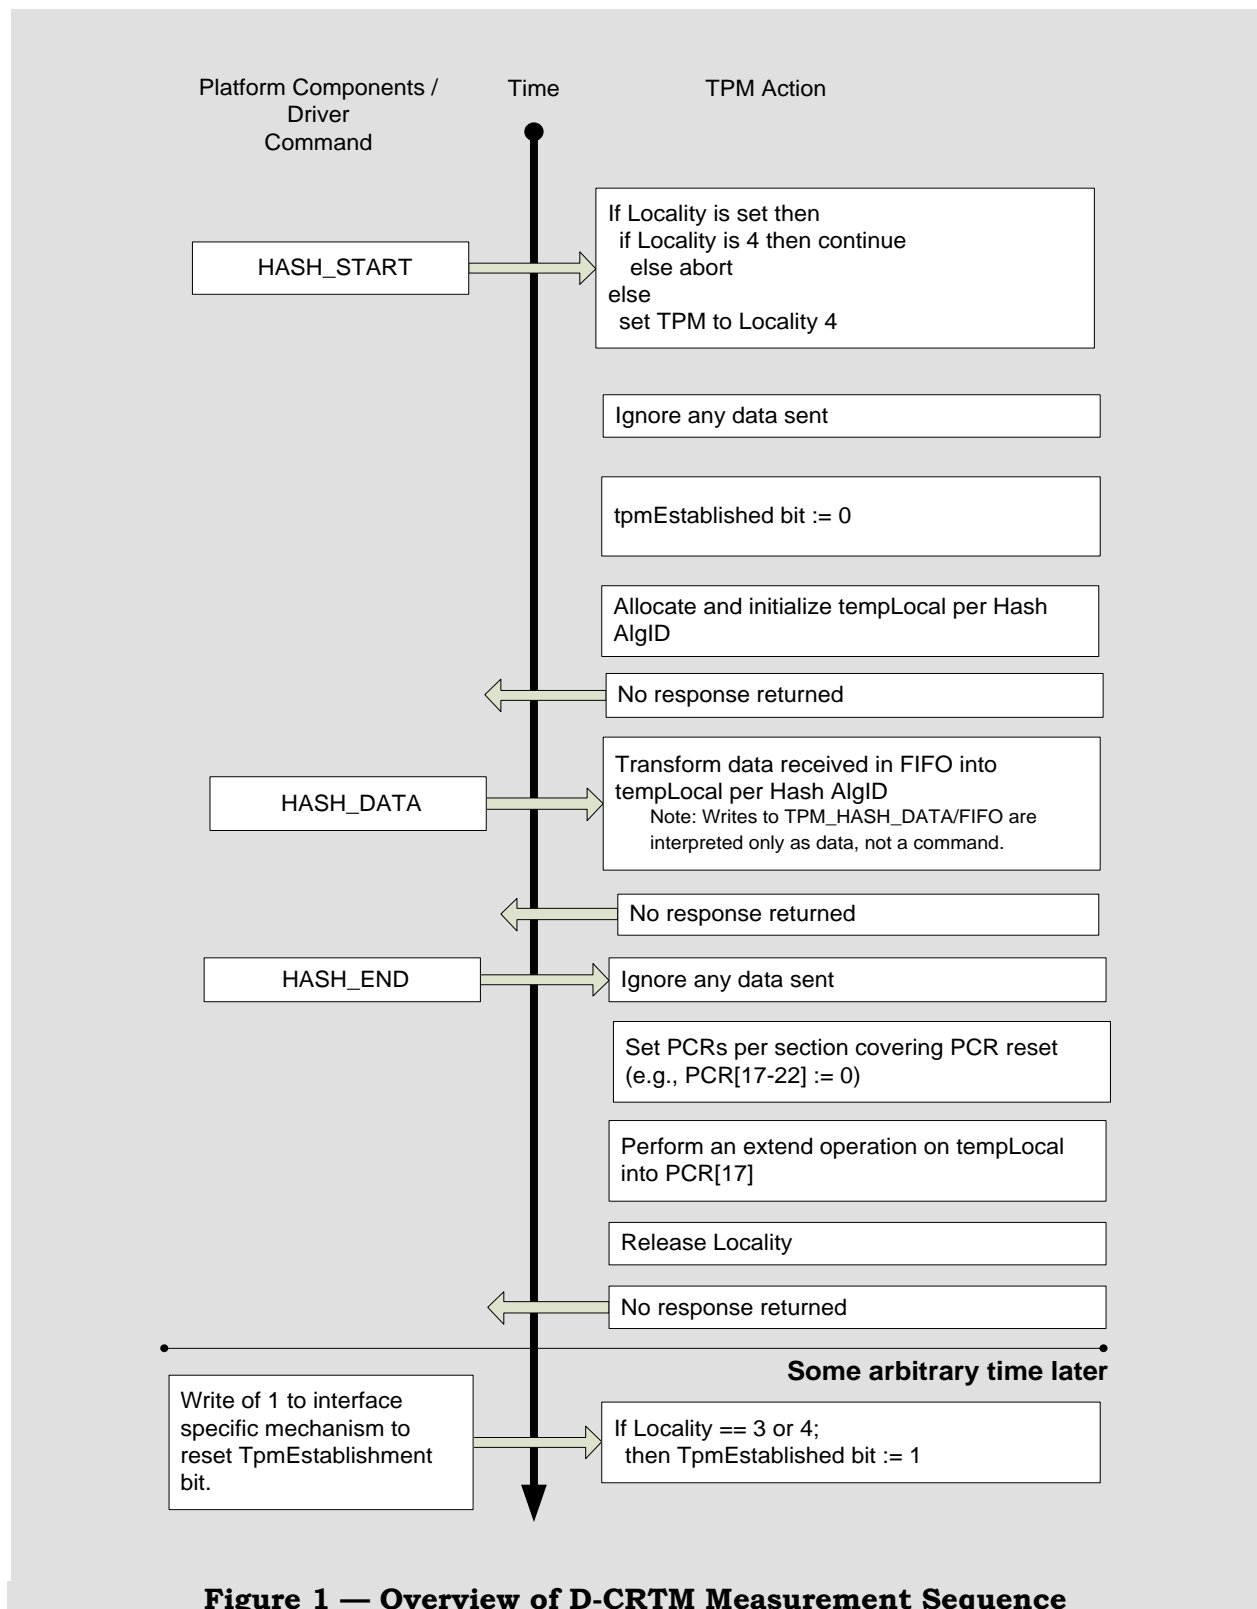 Platform Components /
Driver
Command
Time
TPM Action
HASH_START
If Locality is set then
if Locality is 4 then continue
else abort
else
set TPM to Locality 4
Ignore any data sent
tpmEstablished bit := 0
Allocate and initialize tempLocal per Hash
AlgID
No response returned
HASH_DATA
Transform data received in FIFO into
tempLocal per Hash AlgID
Note: Writes to TPM_HASH_DATA/FIFO are
interpreted only as data, not a command.
No response returned
HASH_END
Ignore any data sent
Set PCRs per section covering PCR reset
(e.g., PCR[17-22] := 0)
Perform an extend operation on tempLocal
into PCR[17]
Release Locality
No response returned
Some arbitrary time later
Write of 1 to interface
specific mechanism to
reset TpmEstablishment
bit.
If Locality == 3 or 4;
then TpmEstablished bit := 1
Figure 1 — Overview of D-CRTM Measurement Sequence